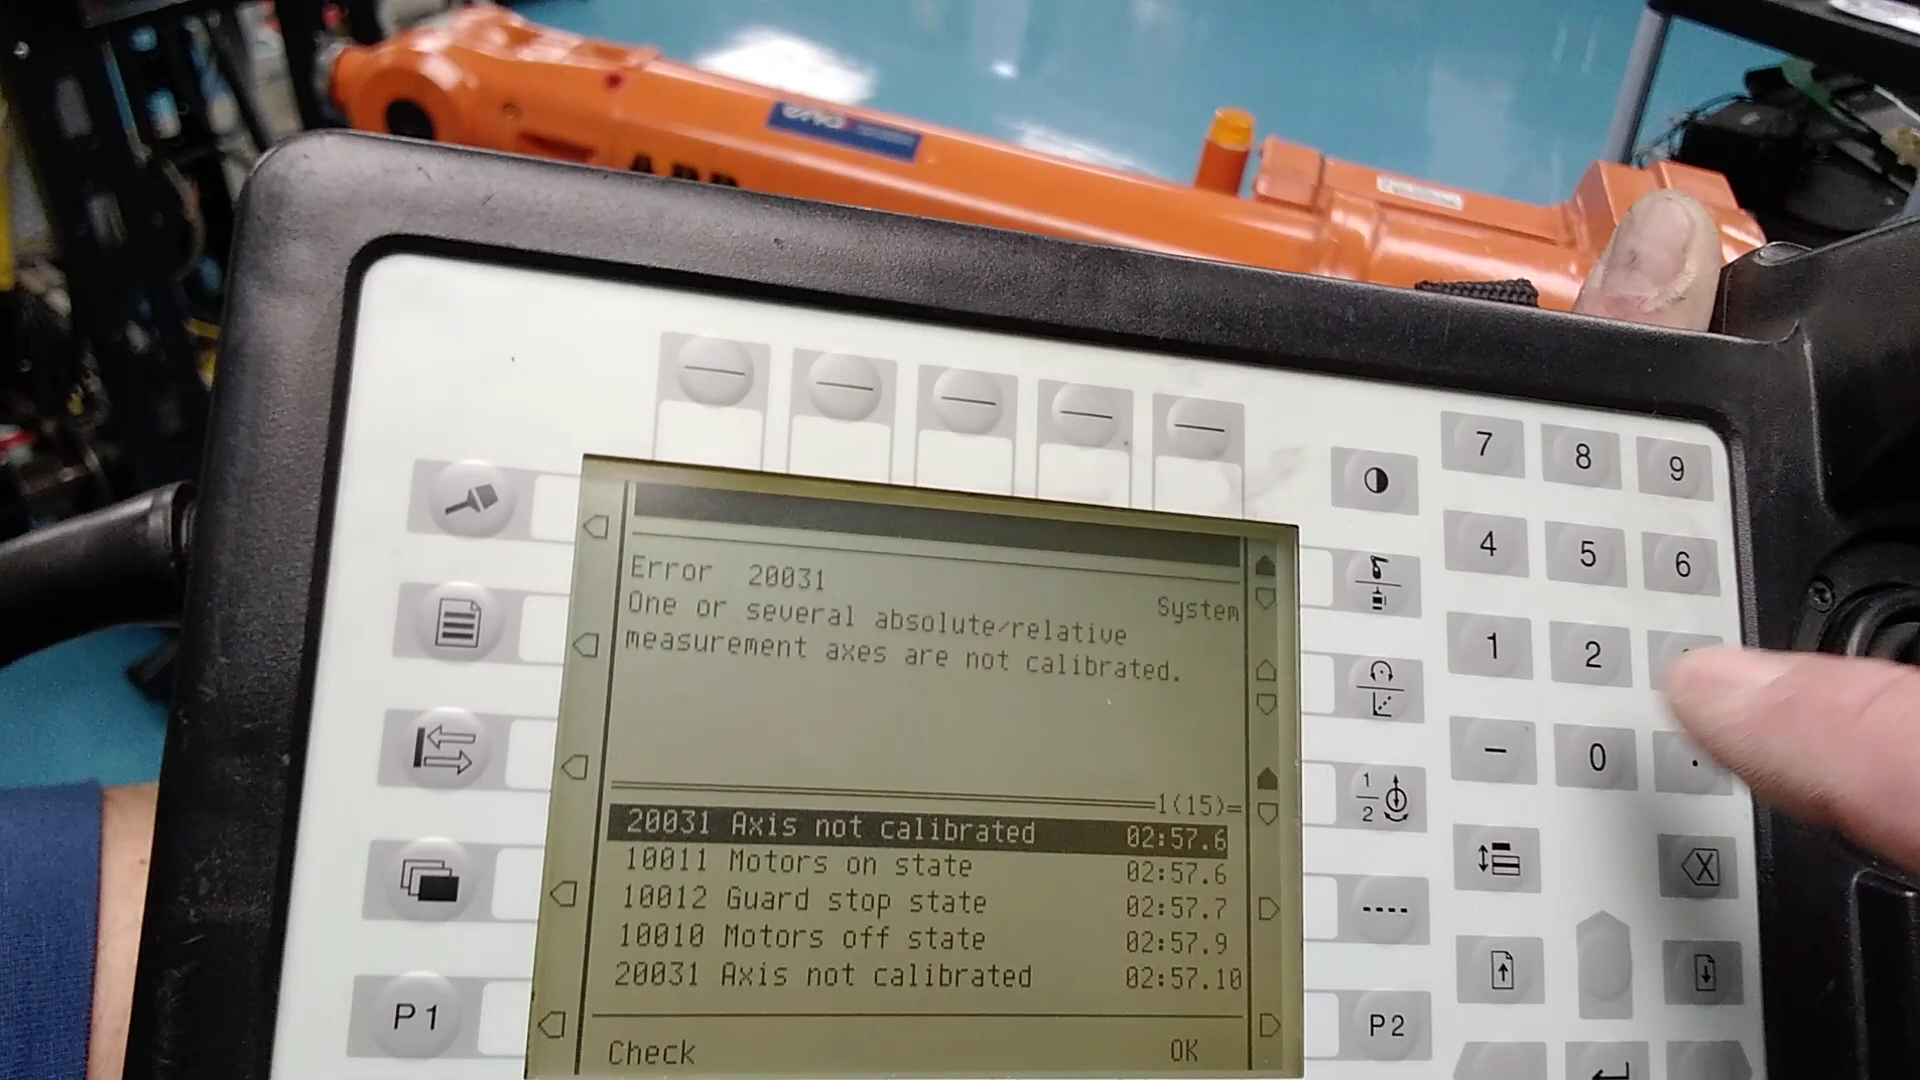 ABB
7 8 9
4 5 6
1 2
- 0 .
Error 20031
System
One or several absolute/relative
measurement axes are not calibrated.
1(15)=
20031 Axis not calibrated 02:57.6
10011 Motors on state 02:57.6
10012 Guard stop state 02:57.7
10010 Motors off state 02:57.9
20031 Axis not calibrated 02:57.10
Check OK
1
2
P1
P2